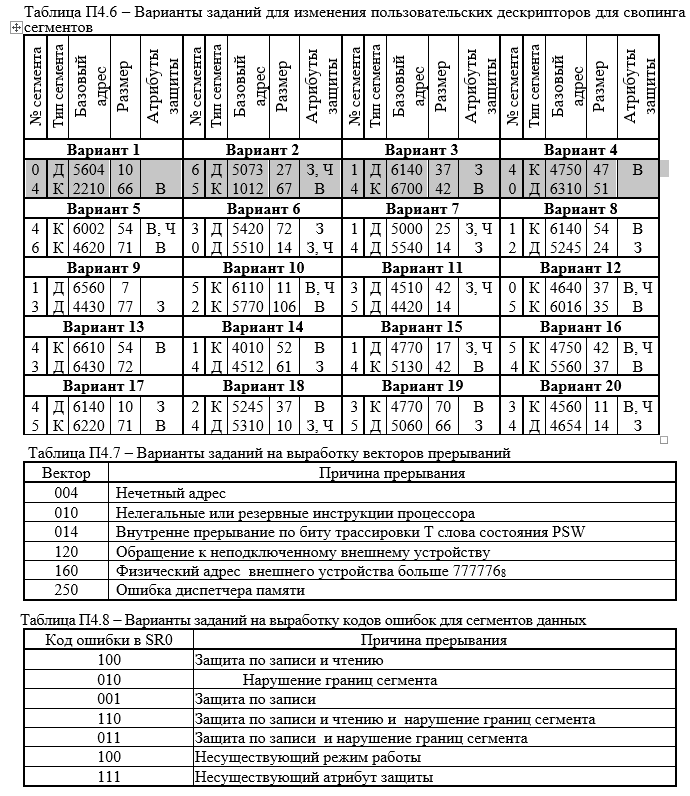 Таблица П4.6 – Варианты заданий для изменения пользовательских дескрипторов для свопинга
сегментов
№ сегмента Тип сегмента Базовый адрес Размер Атрибуты защиты № сегмента Тип сегмента Базовый адрес Размер Атрибуты защиты № сегмента Тип сегмента Базовый адрес Размер Атрибуты защиты № сегмента Тип сегмента Базовый адрес Размер Атрибуты защиты
Вариант 1 Вариант 2 Вариант 3 Вариант 4
0 Д 5604 10 6 Д 5073 27 З, Ч 1 Д 6140 37 З 4 К 4750 47 В
4 К 2210 66 В 5 К 1012 67 В 4 К 6700 42 В 0 Д 6310 51
Вариант 5 Вариант 6 Вариант 7 Вариант 8
4 К 6002 54 В, Ч 3 Д 5420 72 З 1 Д 5000 25 З, Ч 1 К 6140 54 В
6 К 4620 71 В 0 Д 5510 14 З, Ч 4 Д 5540 14 З 2 Д 5245 24 З
Вариант 9 Вариант 10 Вариант 11 Вариант 12
1 Д 6560 7 5 К 6110 11 В, Ч 3 Д 4510 42 З, Ч 0 К 4640 37 В, Ч
3 Д 4430 77 З 2 К 5770 106 В 5 Д 4420 14 5 К 6016 35 В
Вариант 13 Вариант 14 Вариант 15 Вариант 16
4 К 6610 54 В 1 К 4010 52 В 1 Д 4770 17 З, Ч 5 К 4750 42 В, Ч
3 Д 6430 72 4 Д 4512 61 З 4 К 5130 42 В 4 К 5560 37 В
Вариант 17 Вариант 18 Вариант 19 Вариант 20
4 Д 6140 10 З 2 К 5245 37 В 3 К 4770 70 В 3 К 4560 11 В, Ч
5 К 6220 71 В 4 Д 5310 10 З, Ч 5 Д 5060 66 З 4 Д 4654 14 З
Таблица П4.7 – Варианты заданий на выработку векторов прерываний
Вектор Причина прерывания
004 Нечетный адрес
010 Нелегальные или резервные инструкции процессора
014 Внутренне прерывание по биту трассировки Т слова состояния PSW
120 Обращение к неподключенному внешнему устройству
160 Физический адрес внешнего устройства больше 777776₈
250 Ошибка диспетчера памяти
Таблица П4.8 – Варианты заданий на выработку кодов ошибок для сегментов данных
Код ошибки в SR0 Причина прерывания
100 Защита по записи и чтению
010 Нарушение границ сегмента
001 Защита по записи
110 Защита по записи и чтению и нарушение границ сегмента
011 Защита по записи и нарушение границ сегмента
100 Несуществующий режим работы
111 Несуществующий атрибут защиты